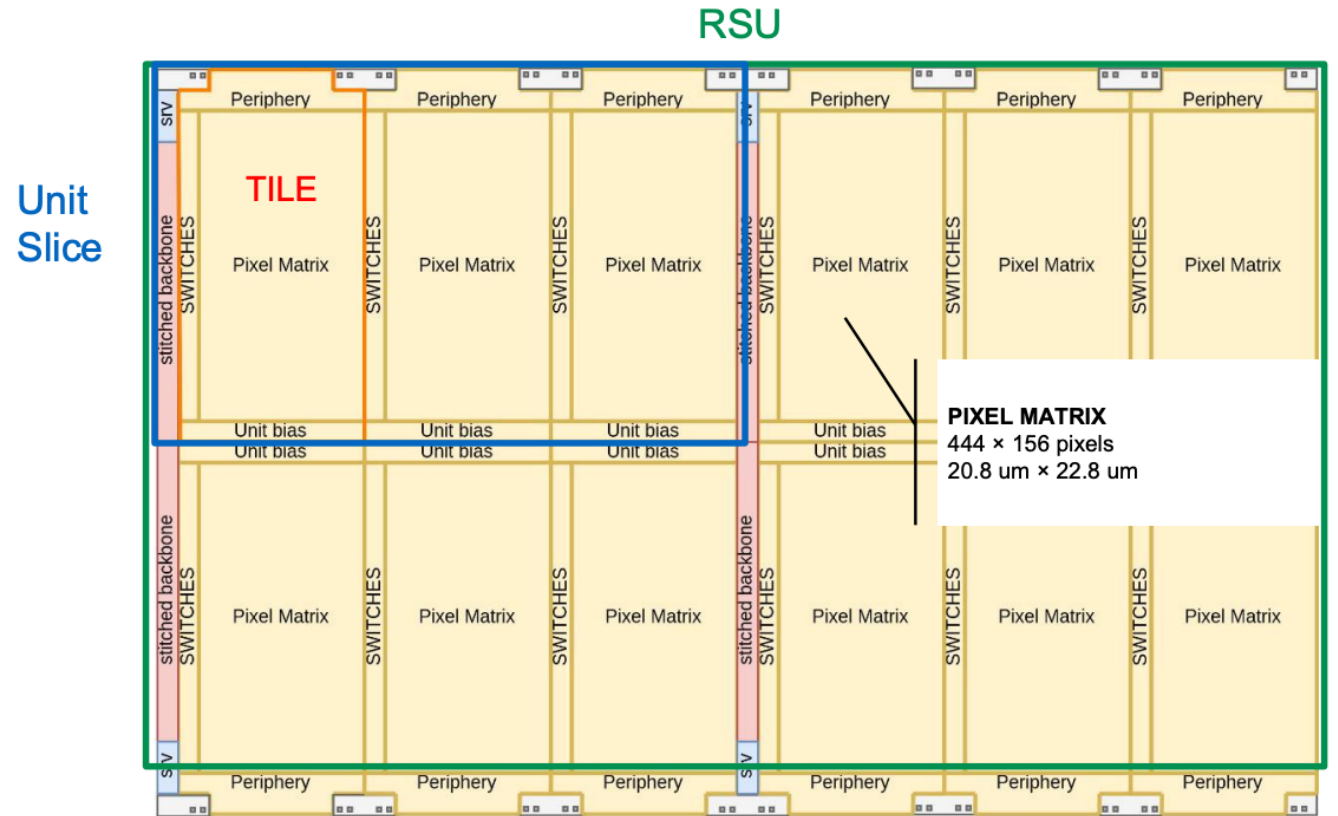 RSU
Unit
Slice
Periphery Periphery Periphery Periphery Periphery Periphery
srv srv
TILE
stitched backbone SWITCHES Pixel Matrix SWITCHES Pixel Matrix SWITCHES Pixel Matrix stitched backbone SWITCHES Pixel Matrix SWITCHES Pixel Matrix SWITCHES Pixel Matrix
PIXEL MATRIX
444 × 156 pixels
20.8 um × 22.8 um
Unit bias Unit bias Unit bias Unit bias
Unit bias Unit bias Unit bias Unit bias
stitched backbone SWITCHES Pixel Matrix SWITCHES Pixel Matrix SWITCHES Pixel Matrix stitched backbone SWITCHES Pixel Matrix SWITCHES Pixel Matrix SWITCHES Pixel Matrix
srv srv
Periphery Periphery Periphery Periphery Periphery Periphery